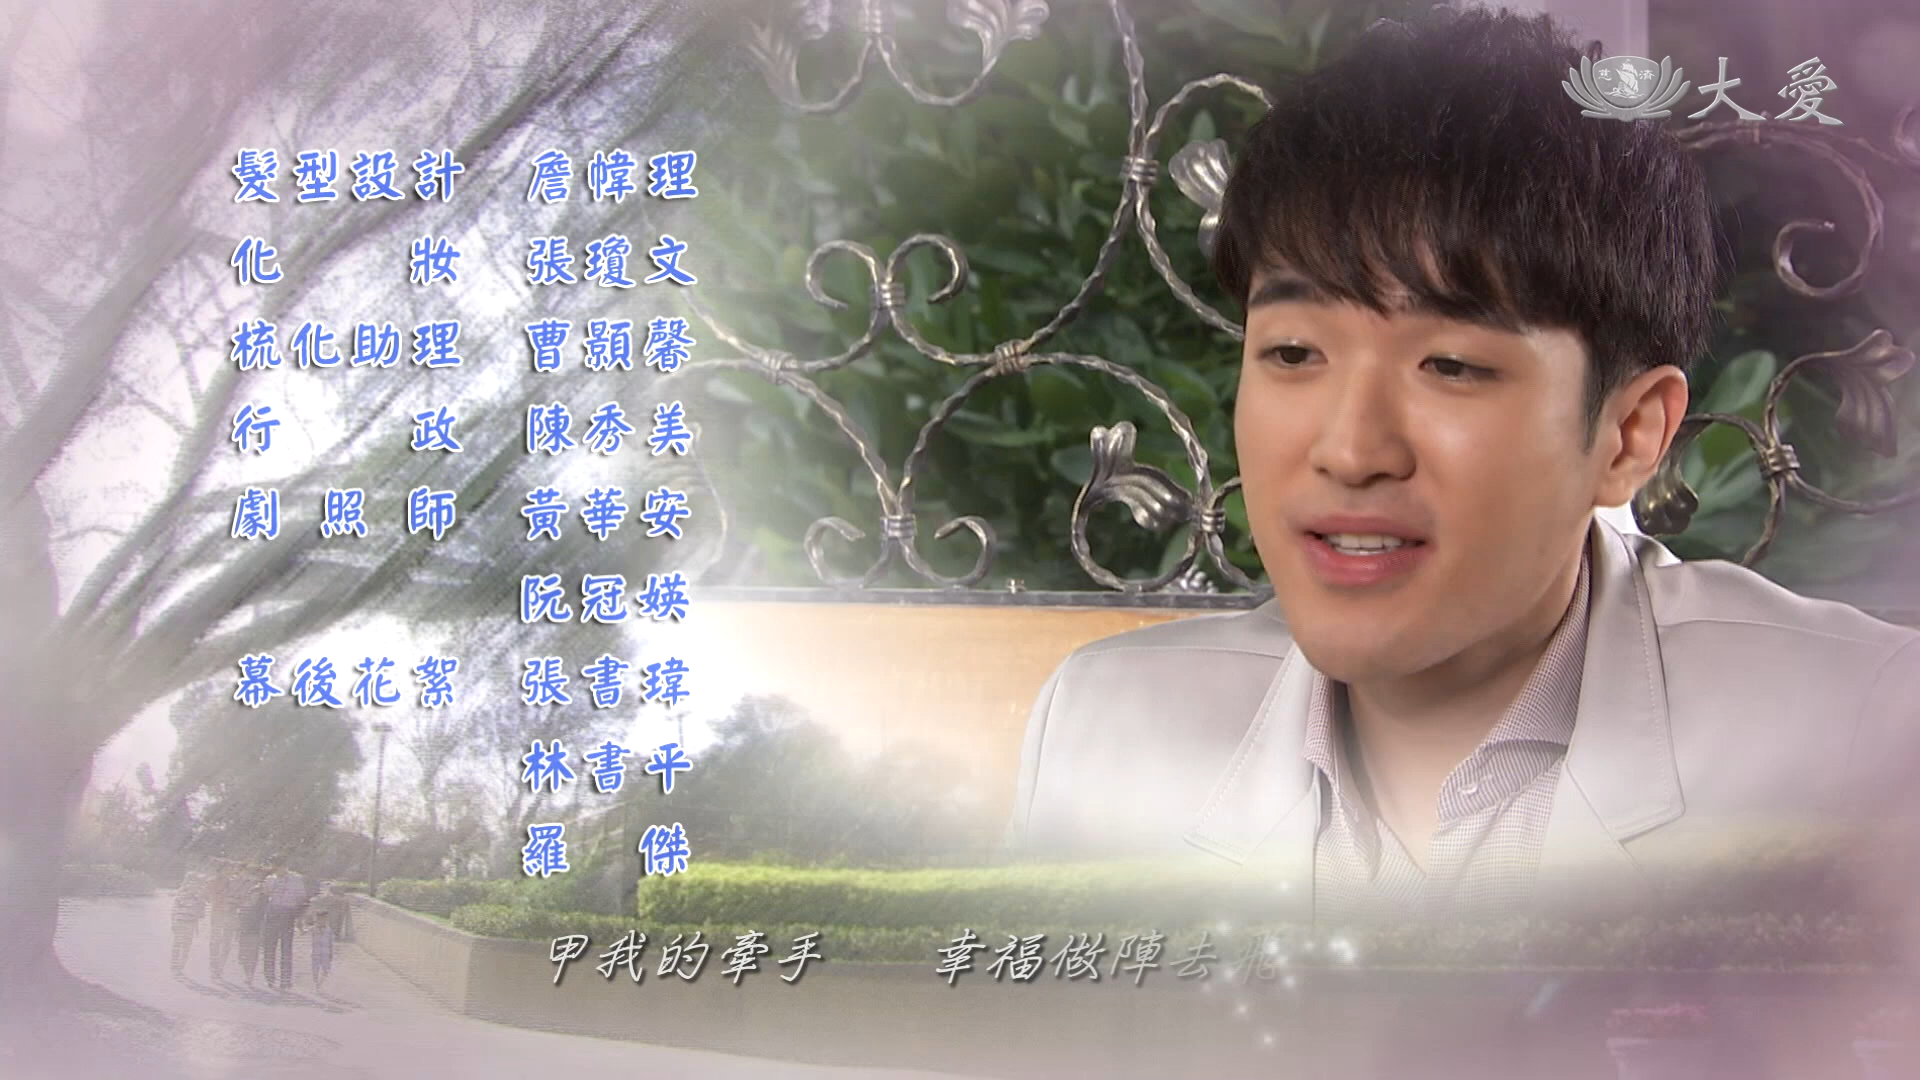 慈濟 大愛
髮型設計 詹幃理
化妝 張瓊文
梳化助理 曹顥馨
行政 陳秀美
劇照師 黃華安
阮冠媖
幕後花絮 張書瑋
林書平
羅傑
甲我的牽手 幸福做陣去飛